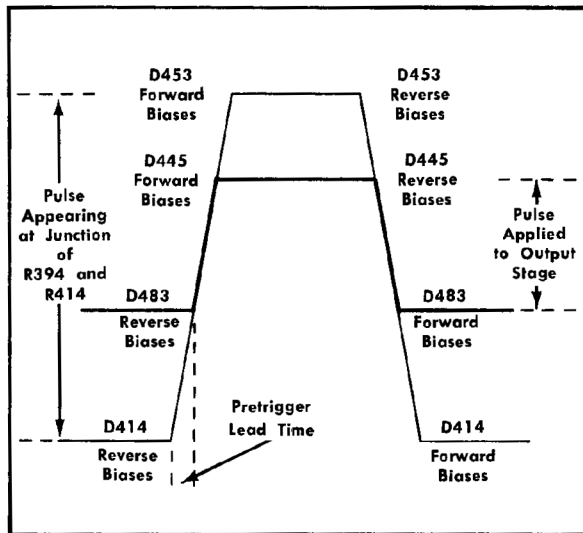 D453
Forward
Biases
D453
Reverse
Biases
D445
Forward
Biases
D445
Reverse
Biases
Pulse
Appearing
at Junction
of
R394 and
R414
Pulse
Applied
to Output
Stage
D483
Reverse
Biases
D483
Forward
Biases
Pretrigger
Lead Time
D414
Reverse
Biases
D414
Forward
Biases